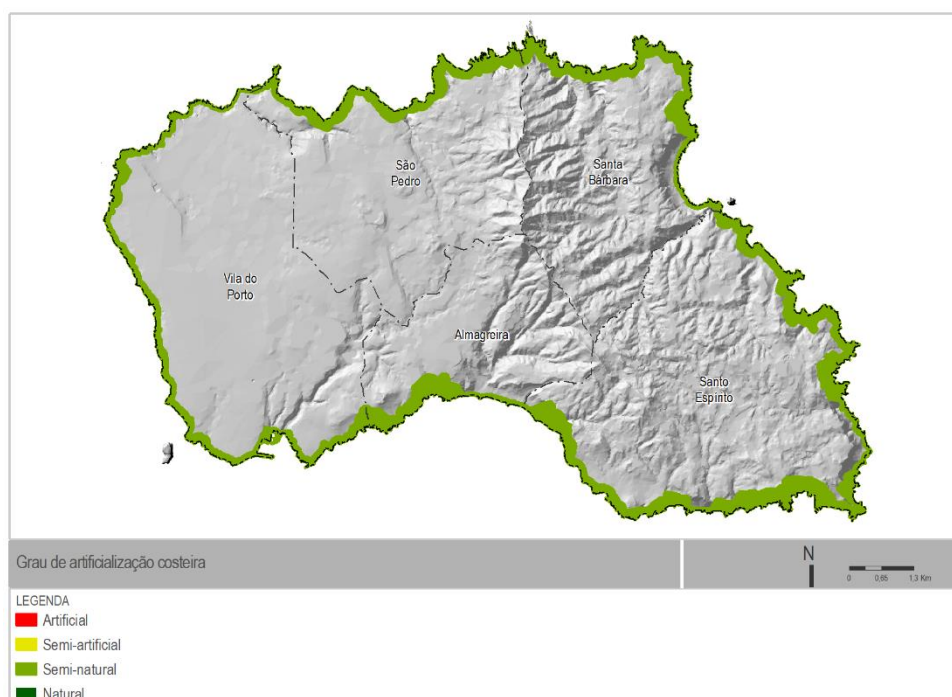 São
Pedro
Santa
Bárbara
Vila do
Porto
Almagreira
Santo
Espírito
Grau de artificialização costeira
N
0 0,65 1,3 Km
LEGENDA
Artificial
Semi-artificial
Semi-natural
Natural